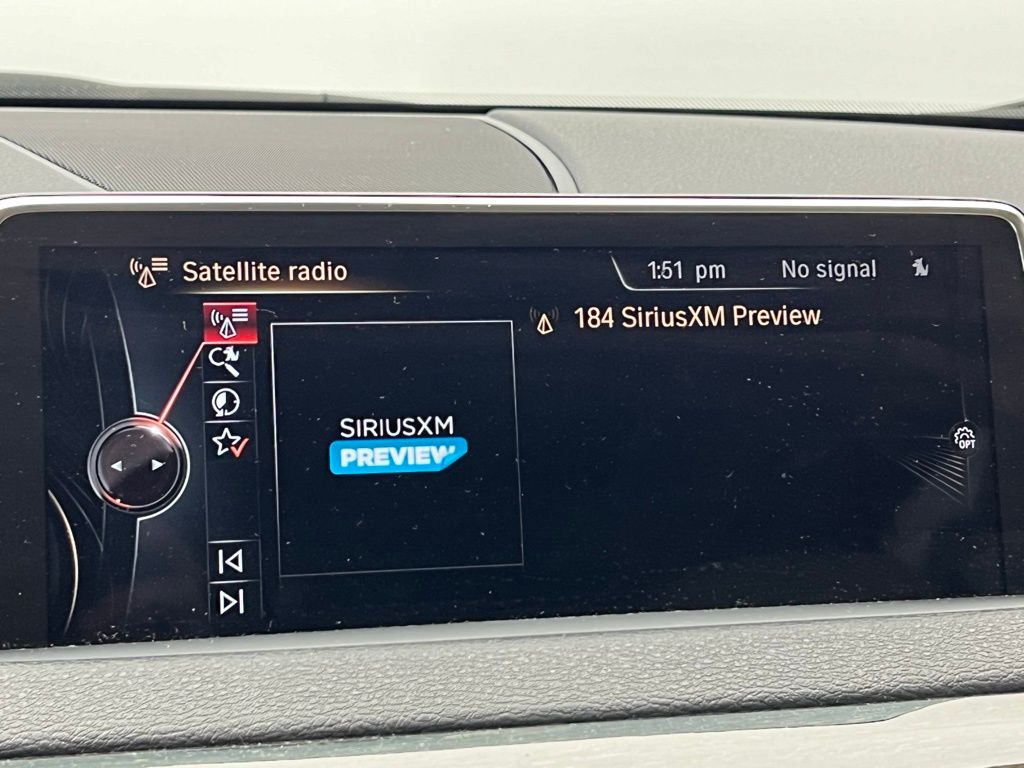 Satellite radio
1:51 pm
No signal
184 SiriusXM Preview
SIRIUSXM
PREVIEW
OPT